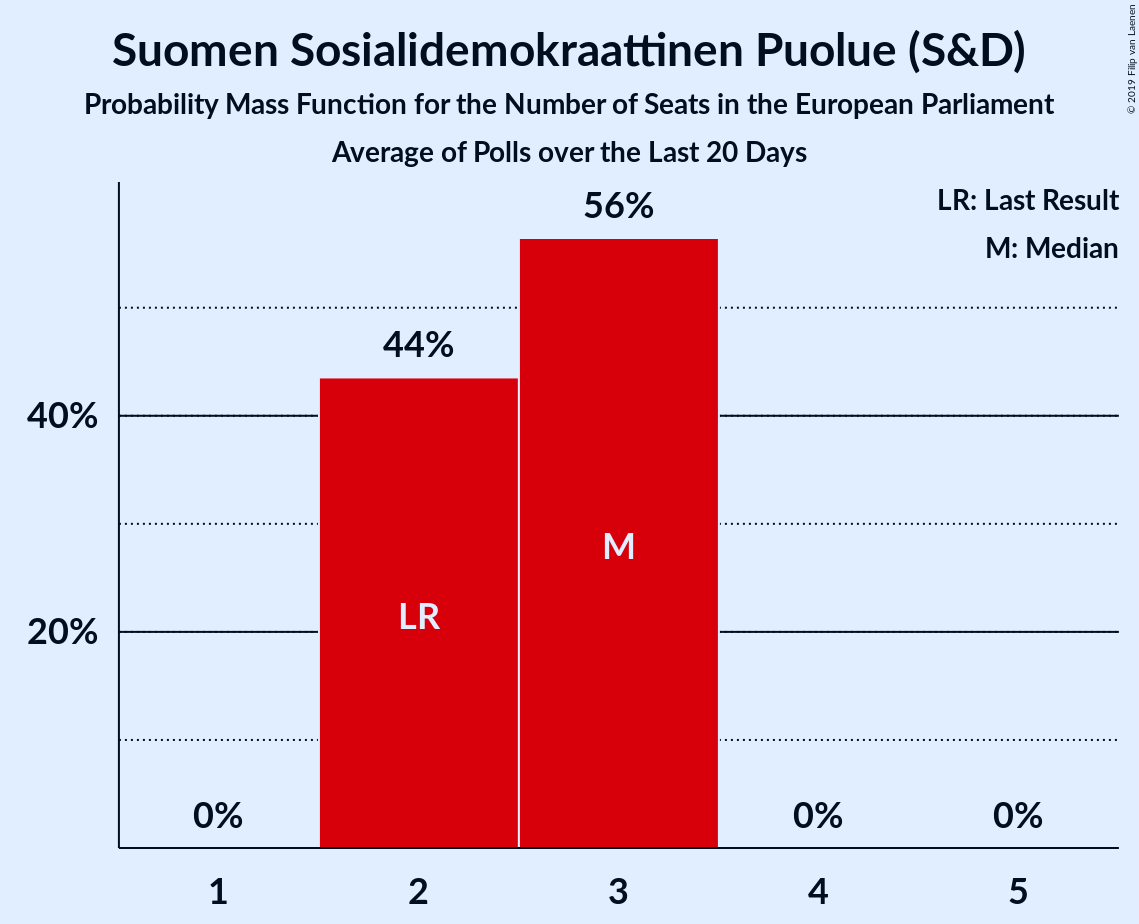 Suomen Sosialidemokraattinen Puolue (S&D)
Probability Mass Function for the Number of Seats in the European Parliament
Average of Polls over the Last 20 Days
© 2019 Filip van Laenen
LR: Last Result
M: Median
56%
44%
40%
M
LR
20%
0%
0%
0%
1
2
3
4
5